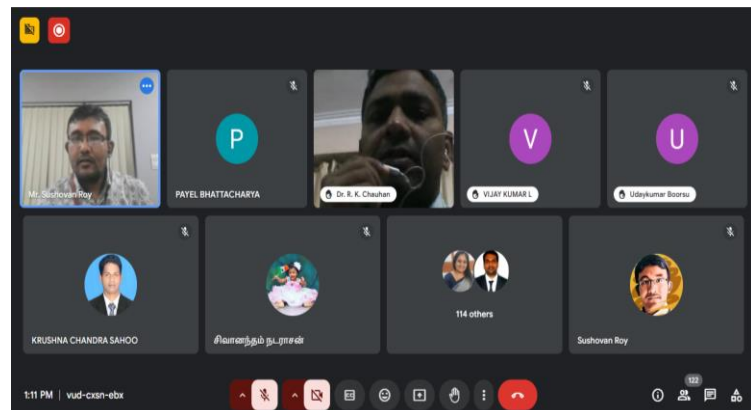 Mr. Sushovan Roy
P
PAYEL BHATTACHARYA
Dr. R. K. Chauhan
V
VIJAY KUMAR L
U
Udaykumar Boorsu
KRUSHNA CHANDRA SAHOO
சிவானந்தம் நடராசன்
114 others
Sushovan Roy
1:11 PM | vud-cxsn-ebx
122